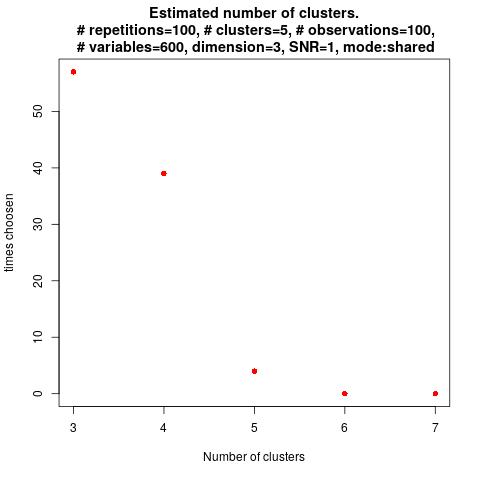 Estimated number of clusters.
# repetitions=100, # clusters=5, # observations=100,
# variables=600, dimension=3, SNR=1, mode:shared
times choosen
50
40
30
20
10
0
3 4 5 6 7
Number of clusters